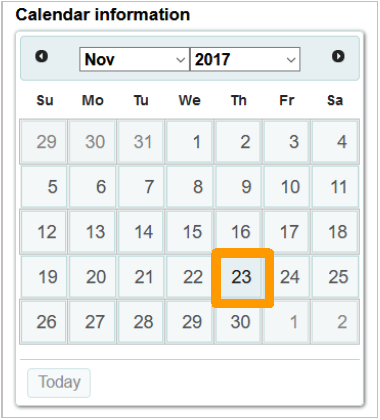 Calendar information
Nov 2017
Su Mo Tu We Th Fr Sa
29 30 31 1 2 3 4
5 6 7 8 9 10 11
12 13 14 15 16 17 18
19 20 21 22 23 24 25
26 27 28 29 30 1 2
Today